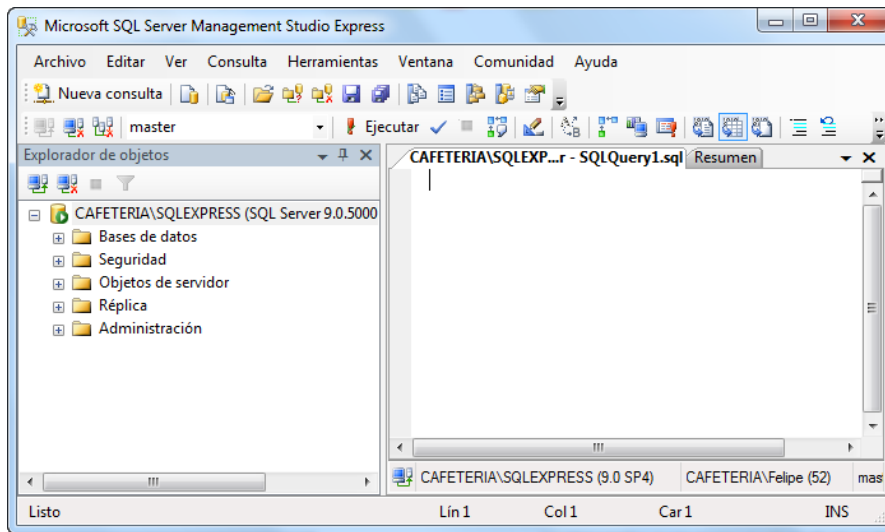 Microsoft SQL Server Management Studio Express
Archivo Editar Ver Consulta Herramientas Ventana Comunidad Ayuda
Nueva consulta
master Ejecutar
Explorador de objetos
CAFETERIA\SQLEXP...r - SQLQuery1.sql Resumen
CAFETERIA\SQLEXPRESS (SQL Server 9.0.5000
Bases de datos
Seguridad
Objetos de servidor
Réplica
Administración
CAFETERIA\SQLEXPRESS (9.0 SP4) CAFETERIA\Felipe (52) mas
Listo Lín 1 Col 1 Car 1 INS